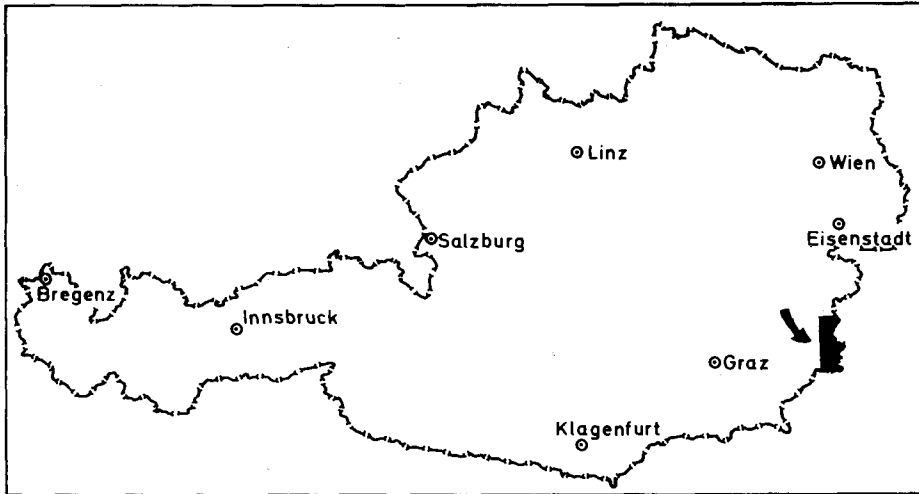 Linz
Wien
Salzburg
Eisenstadt
Bregenz
Innsbruck
Graz
Klagenfurt